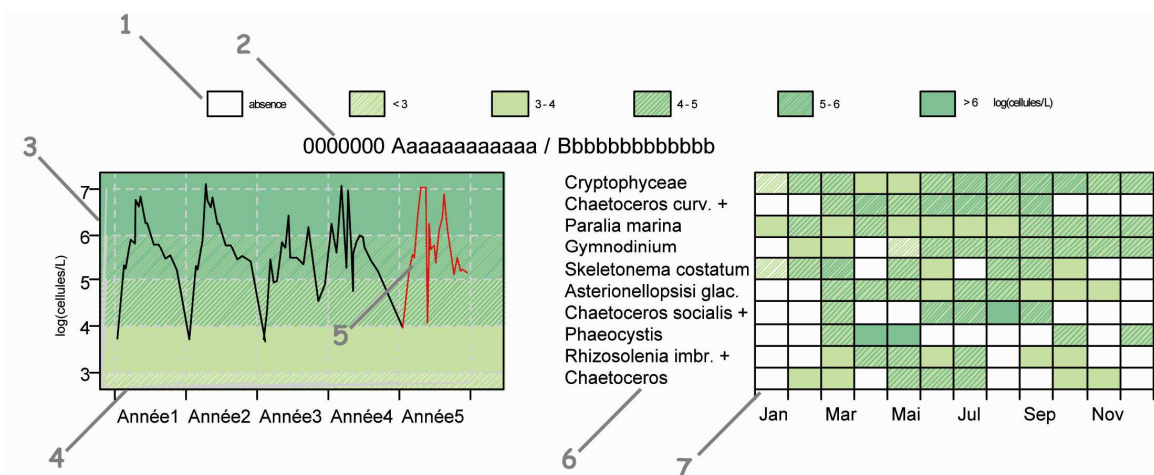 1
2
absence
< 3
3 - 4
4 - 5
5 - 6
> 6
log(cellules/L)
0000000 Aaaaaaaaaaaaa / Bbbbbbbbbbbbbb
3
7
6
5
4
3
log(cellules/L)
5
Année1
Année2
Année3
Année4
Année5
4
Cryptophyceae
Chaetoceros curv. +
Paralia marina
Gymnodinium
Skeletonema costatum
Asterionellopsisi glac.
Chaetoceros socialis +
Phaeocystis
Rhizosolenia imbr. +
Chaetoceros
Jan
Mar
Mai
Jul
Sep
Nov
6
7